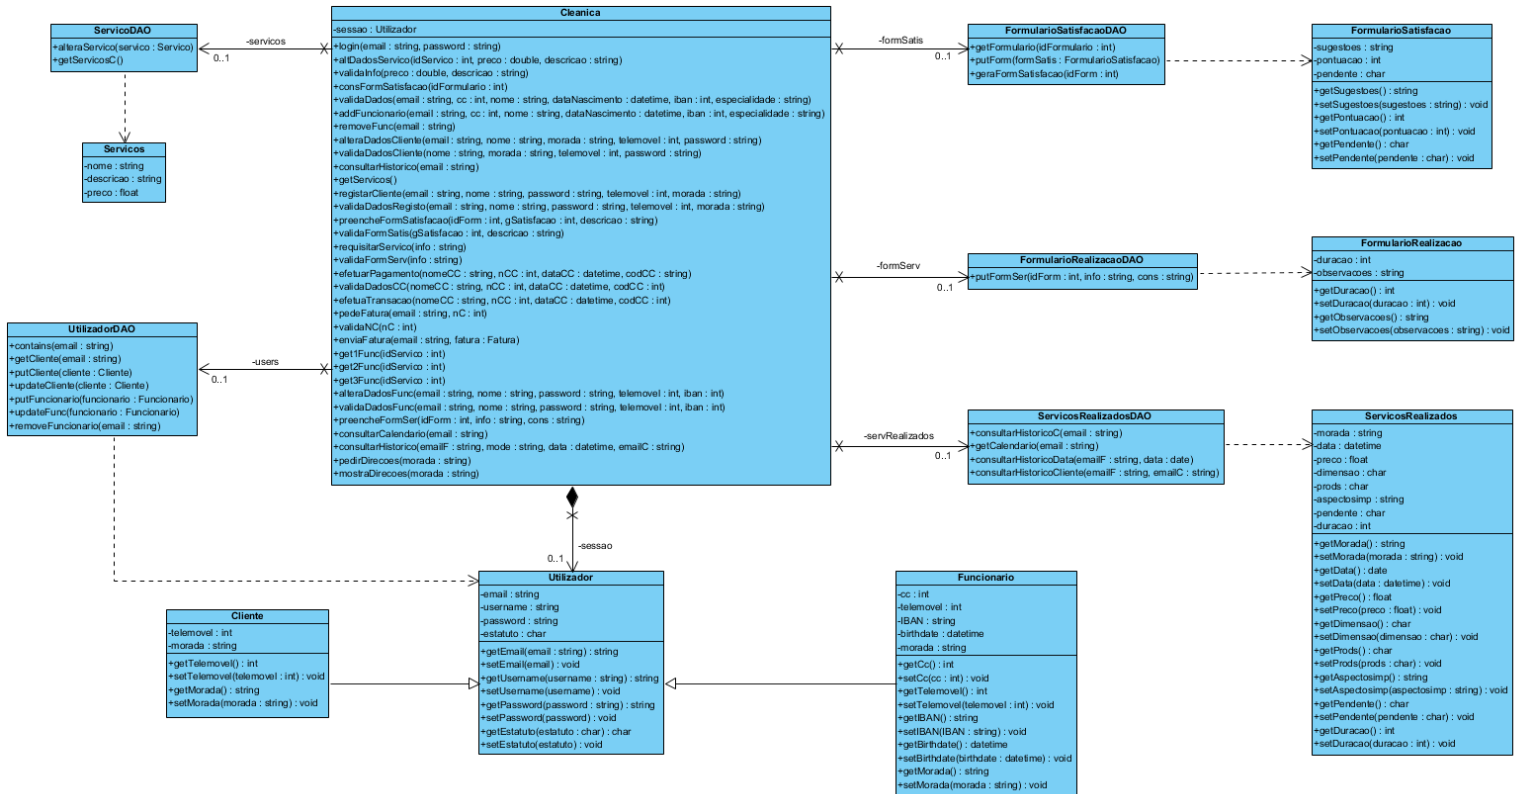 ServicoDAO
+alteraServico(servico : Servico)
+getServicosC()
-servicos
0..1
Servicos
-nome : string
-descricao : string
-preco : float
Cleanica
-sessao : Utilizador
+login(email : string, password : string)
+altDadosServico(idServico : int, preco : double, descricao : string)
+validaInfo(preco : double, descricao : string)
+consFormSatisfacao(idFormulario : int)
+validaDados(email : string, cc : int, nome : string, dataNascimento : datetime, iban : int, especialidade : string)
+addFuncionario(email : string, cc : int, nome : string, dataNascimento : datetime, iban : int, especialidade : string)
+removeFunc(email : string)
+alteraDadosCliente(email : string, nome : string, morada : string, telemovel : int, password : string)
+validaDadosCliente(nome : string, morada : string, telemovel : int, password : string)
+consultarHistorico(email : string)
+getServicos()
+registarCliente(email : string, nome : string, password : string, telemovel : int, morada : string)
+validaDadosRegisto(email : string, nome : string, password : string, telemovel : int, morada : string)
+preencheFormSatisfacao(idForm : int, gSatisfacao : int, descricao : string)
+validaFormSatis(gSatisfacao : int, descricao : string)
+requisitarServico(info : string)
+validaFormServ(info : string)
+efetuarPagamento(nomeCC : string, nCC : int, dataCC : datetime, codCC : string)
+validaDadosCC(nomeCC : string, nCC : int, dataCC : datetime, codCC : int)
+efetuaTransacao(nomeCC : string, nCC : int, dataCC : datetime, codCC : int)
+pedeFatura(email : string, nC : int)
+validaNC(nC : int)
+enviaFatura(email : string, fatura : Fatura)
+get1Func(idServico : int)
+get2Func(idServico : int)
+get3Func(idServico : int)
+alteraDadosFunc(email : string, nome : string, password : string, telemovel : int, iban : int)
+validaDadosFunc(email : string, nome : string, password : string, telemovel : int, iban : int)
+preencheFormSer(idForm : int, info : string, cons : string)
+consultarCalendario(email : string)
+consultarHistorico(emailF : string, mode : string, data : datetime, emailC : string)
+pedirDirecoes(morada : string)
+mostraDirecoes(morada : string)
-formSatis
0..1
FormularioSatisfacaoDAO
+getFormulario(idFormulario : int)
+putForm(formSatis : FormularioSatisfacao)
+geraFormSatisfacao(idForm : int)
FormularioSatisfacao
-sugestoes : string
-pontuacao : int
-pendente : char
+getSugestoes() : string
+setSugestoes(sugestoes : string) : void
+getPontuacao() : int
+setPontuacao(pontuacao : int) : void
+getPendente() : char
+setPendente(pendente : char) : void
-formServ
0..1
FormularioRealizacaoDAO
+putFormSer(idForm : int, info : string, cons : string)
FormularioRealizacao
-duracao : int
-observacoes : string
+getDuracao() : int
+setDuracao(duracao : int) : void
+getObservacoes() : string
+setObservacoes(observacoes : string) : void
UtilizadorDAO
+contains(email : string)
+getCliente(email : string)
+putCliente(cliente : Cliente)
+updateCliente(cliente : Cliente)
+putFuncionario(funcionario : Funcionario)
+updateFunc(funcionario : Funcionario)
+removeFuncionario(email : string)
-users
0..1
-servRealizados
0..1
ServicosRealizadosDAO
+consultarHistoricoC(email : string)
+getCalendario(email : string)
+consultarHistoricoData(emailF : string, data : date)
+consultarHistoricoCliente(emailF : string, emailC : string)
ServicosRealizados
-morada : string
-data : datetime
-preco : float
-dimensao : char
-prods : char
-aspectosimp : string
-pendente : char
-duracao : int
+getMorada() : string
+setMorada(morada : string) : void
+getData() : date
+setData(data : datetime) : void
+getPreco() : float
+setPreco(preco : float) : void
+getDimensao() : char
+setDimensao(dimensao : char) : void
+getProds() : char
+setProds(prods : char) : void
+getAspectosimp() : string
+setAspectosimp(aspectosimp : string) : void
+getPendente() : char
+setPendente(pendente : char) : void
+getDuracao() : int
+setDuracao(duracao : int) : void
-sessao
0..1
Utilizador
-email : string
-username : string
-password : string
-estatuto : char
+getEmail(email : string) : string
+setEmail(email) : void
+getUsername(username : string) : string
+setUsername(username) : void
+getPassword(password : string) : string
+setPassword(password) : void
+getEstatuto(estatuto : char) : char
+setEstatuto(estatuto) : void
Cliente
-telemovel : int
-morada : string
+getTelemovel() : int
+setTelemovel(telemovel : int) : void
+getMorada() : string
+setMorada(morada : string) : void
Funcionario
-cc : int
-telemovel : int
-IBAN : string
-birthdate : datetime
-morada : string
+getCc() : int
+setCc(cc : int) : void
+getTelemovel() : int
+setTelemovel(telemovel : int) : void
+getIBAN() : string
+setIBAN(IBAN : string) : void
+getBirthdate() : datetime
+setBirthdate(birthdate : datetime) : void
+getMorada() : string
+setMorada(morada : string) : void